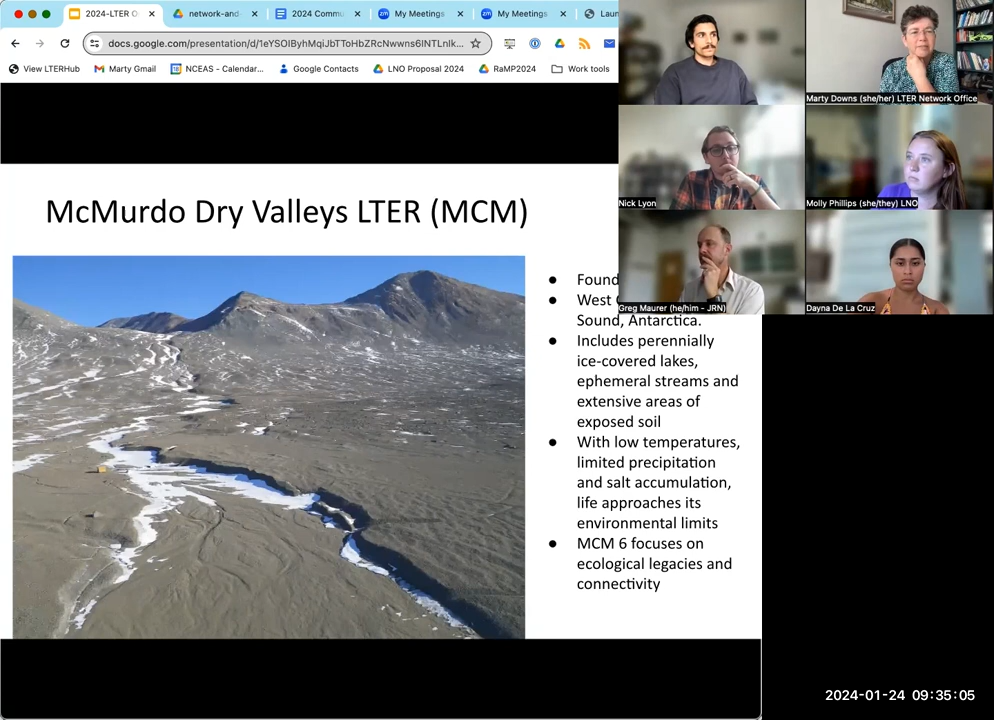 2024-LTER O
network-and-
2024 Commu
My Meetings
My Meetings
Laun
docs.google.com/presentation/d/1eYSOIByhMqiJbTToHbZRcNwwns6INTLnlk...
View LTERHub
Marty Gmail
NCEAS - Calendar...
Google Contacts
LNO Proposal 2024
RaMP2024
Work tools
Marty Downs (she/her) LTER Network Office
Nick Lyon
Molly Phillips (she/they) LNO
Greg Maurer (he/him - JRN)
Dayna De La Cruz
McMurdo Dry Valleys LTER (MCM)
● Found
● West
Sound, Antarctica.
● Includes perennially
ice-covered lakes,
ephemeral streams and
extensive areas of
exposed soil
● With low temperatures,
limited precipitation
and salt accumulation,
life approaches its
environmental limits
● MCM 6 focuses on
ecological legacies and
connectivity
2024-01-24 09:35:05